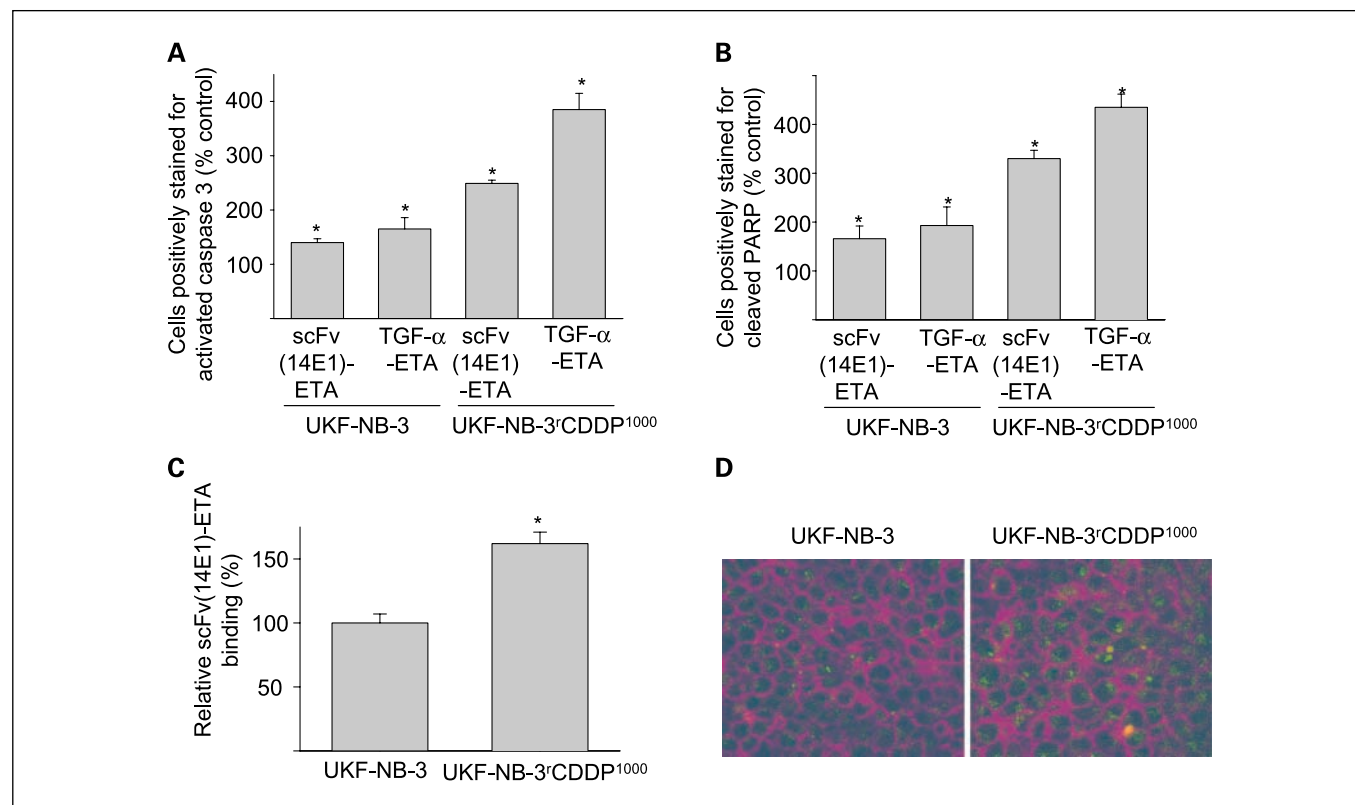 A
Cells positively stained for
activated caspase 3 (% control)
400
300
200
100
*
*
*
*
scFv
(14E1)-
ETA
TGF-α
-ETA
scFv
(14E1)
-ETA
TGF-α
-ETA
UKF-NB-3
UKF-NB-3ʳCDDP¹⁰⁰⁰
B
Cells positively stained for
cleaved PARP (% control)
400
300
200
100
*
*
*
*
scFv
(14E1)-
ETA
TGF-α
-ETA
scFv
(14E1)
-ETA
TGF-α
-ETA
UKF-NB-3
UKF-NB-3ʳCDDP¹⁰⁰⁰
C
Relative scFv(14E1)-ETA
binding (%)
150
100
50
*
UKF-NB-3
UKF-NB-3ʳCDDP¹⁰⁰⁰
D
UKF-NB-3
UKF-NB-3ʳCDDP¹⁰⁰⁰